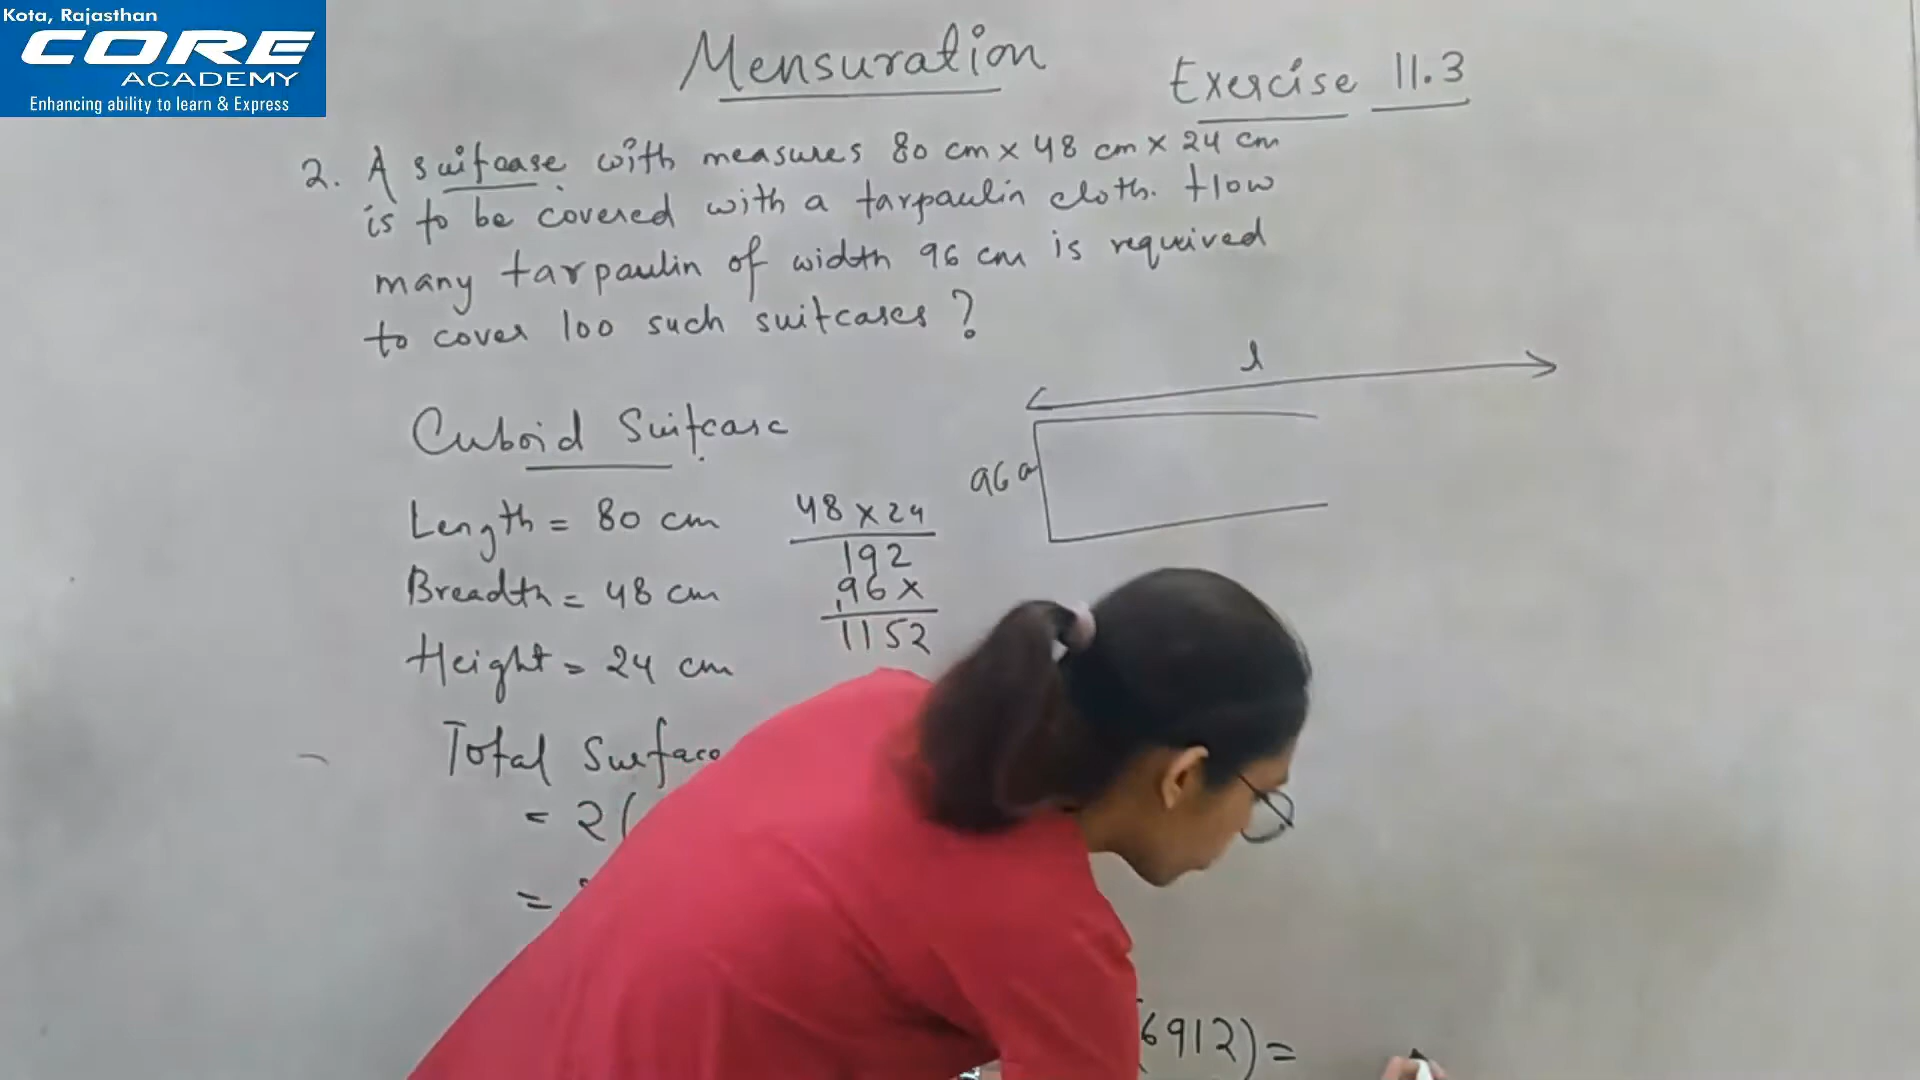 Kota, Rajasthan
CORE
ACADEMY
Enhancing ability to learn & Express
Mensuration
Exercise 11.3
2. A suitcase with measures 80 cm x 48 cm x 24 cm
is to be covered with a tarpaulin cloth. How
many tarpaulin of width 96 cm is required
to cover 100 such suitcases ?
l
96
Cuboid Suitcase
Length = 80 cm
Breadth = 48 cm
Height = 24 cm
48 x 24
192
96 x
1152
Total Surface
= 2(
=
6912) =